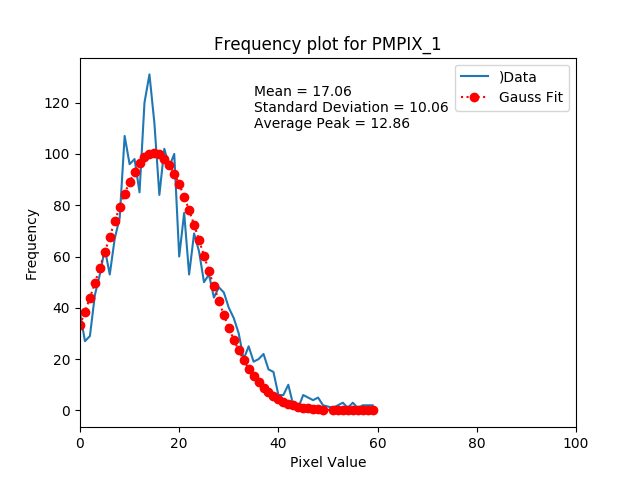 Frequency plot for PMPIX_1
)Data
Gauss Fit
Mean = 17.06
Standard Deviation = 10.06
Average Peak = 12.86
Frequency
120
100
80
60
40
20
0
0 20 40 60 80 100
Pixel Value